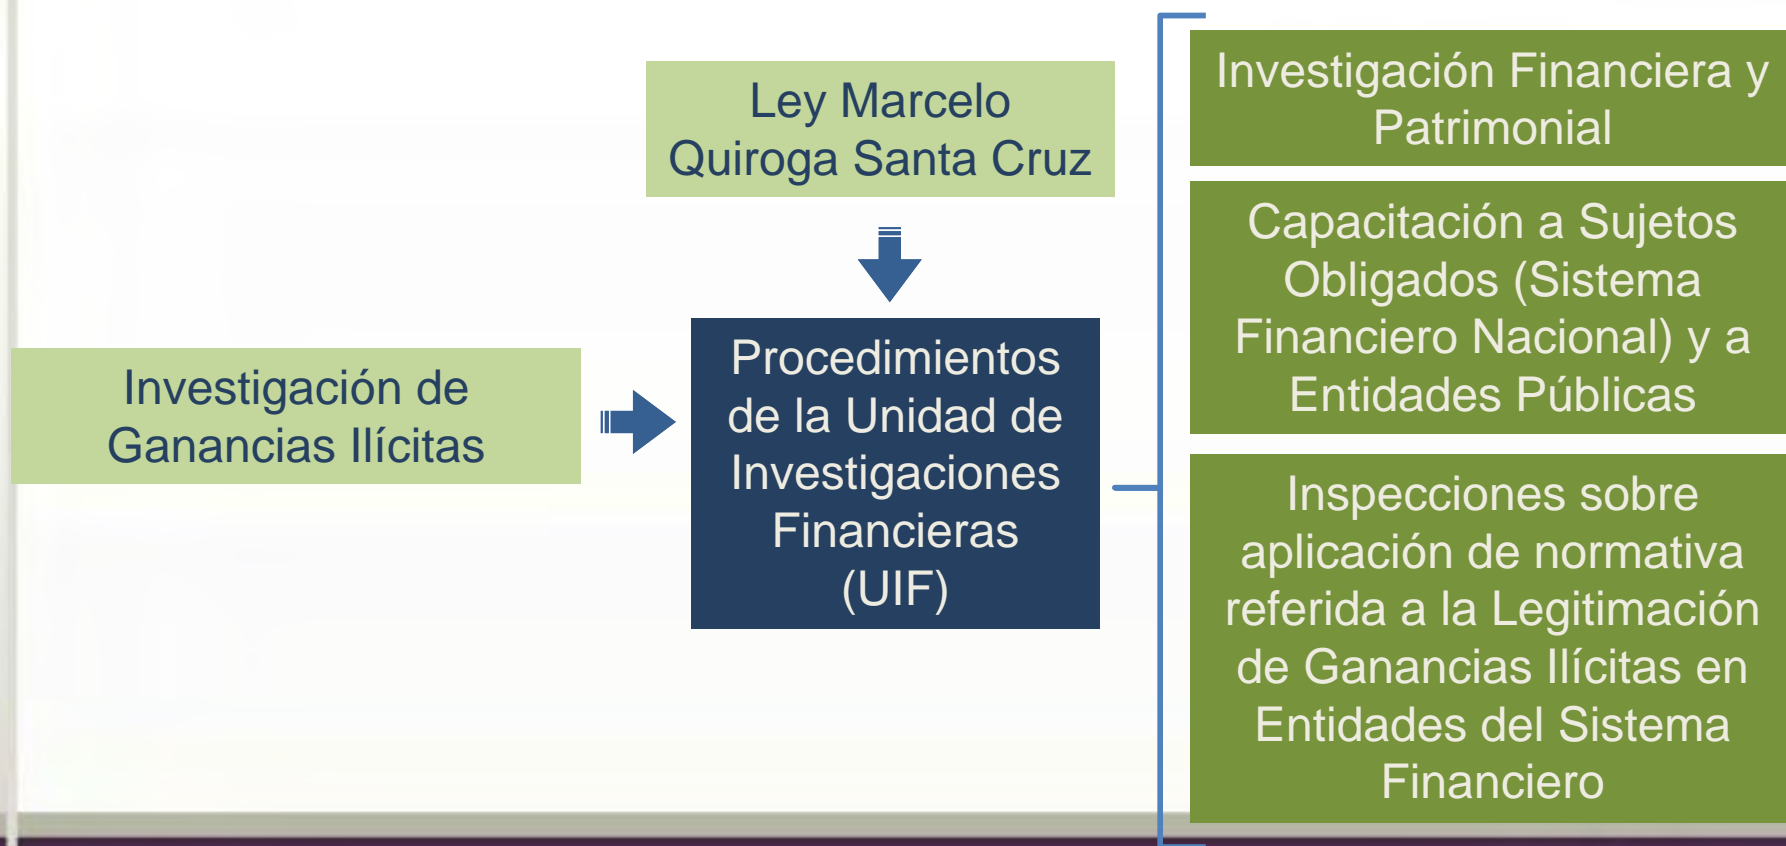 Ley Marcelo
Quiroga Santa Cruz
Investigación de
Ganancias Ilícitas
Procedimientos
de la Unidad de
Investigaciones
Financieras
(UIF)
Investigación Financiera y
Patrimonial
Capacitación a Sujetos
Obligados (Sistema
Financiero Nacional) y a
Entidades Públicas
Inspecciones sobre
aplicación de normativa
referida a la Legitimación
de Ganancias Ilícitas en
Entidades del Sistema
Financiero